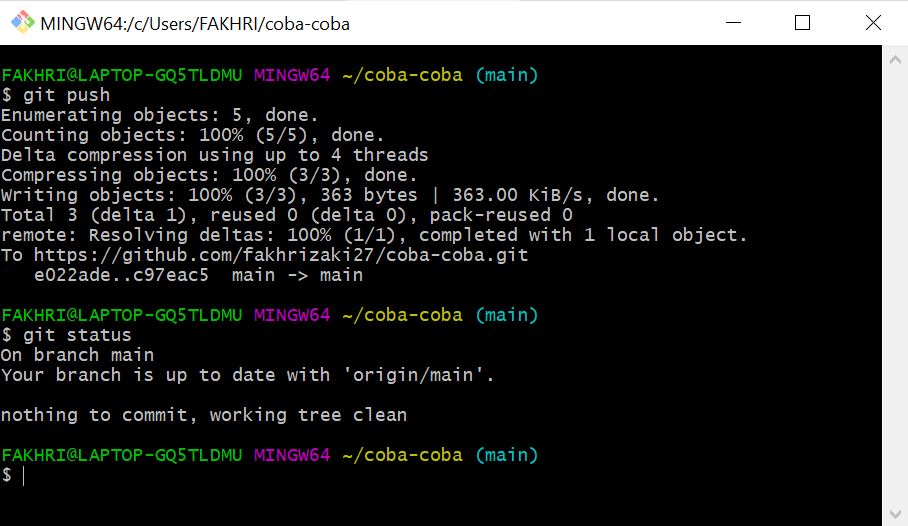 MINGW64:/c/Users/FAKHRI/coba-coba
FAKHRI@LAPTOP-GQ5TLDMU MINGW64 ~/coba-coba (main)
$ git push
Enumerating objects: 5, done.
Counting objects: 100% (5/5), done.
Delta compression using up to 4 threads
Compressing objects: 100% (3/3), done.
Writing objects: 100% (3/3), 363 bytes | 363.00 KiB/s, done.
Total 3 (delta 1), reused 0 (delta 0), pack-reused 0
remote: Resolving deltas: 100% (1/1), completed with 1 local object.
To https://github.com/fakhrizaki27/coba-coba.git
   e022ade..c97eac5  main -> main
FAKHRI@LAPTOP-GQ5TLDMU MINGW64 ~/coba-coba (main)
$ git status
On branch main
Your branch is up to date with 'origin/main'.
nothing to commit, working tree clean
FAKHRI@LAPTOP-GQ5TLDMU MINGW64 ~/coba-coba (main)
$